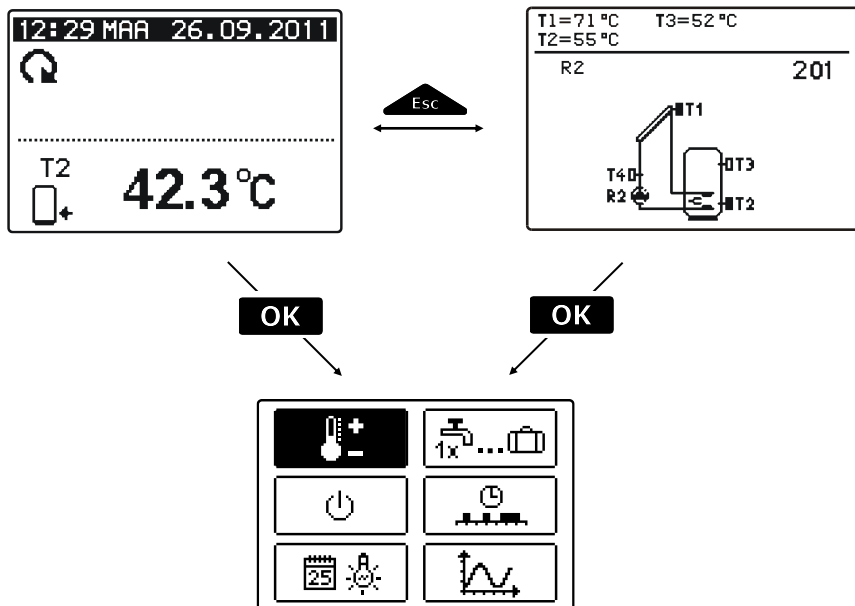 12:29 MAA 26.09.2011
T2
42.3°C
Esc
T1=71°C T3=52°C
T2=55°C
R2 201
T1
T4 T3
R2 T2
OK OK
1x ...
25